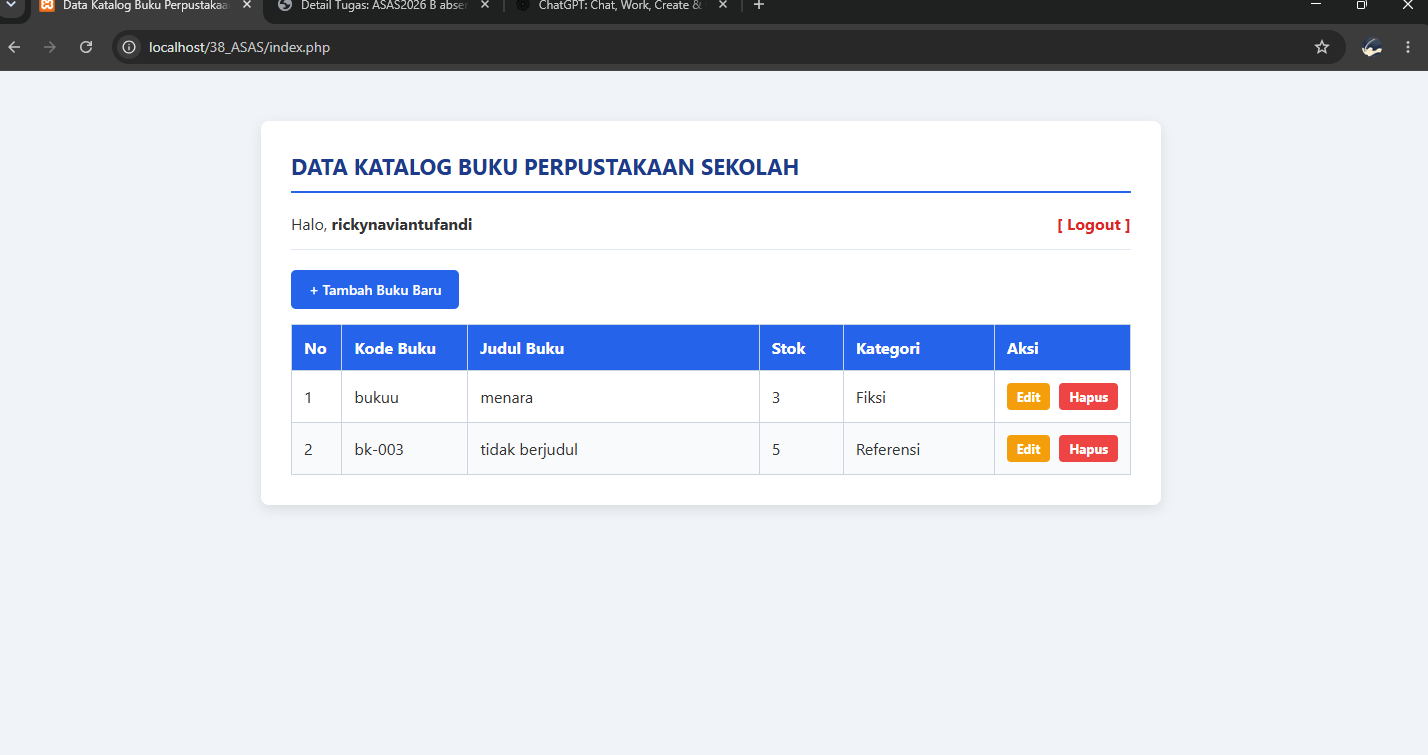 Data Katalog Buku Perpustakaa
Detail Tugas: ASAS2026 B abse
ChatGPT: Chat, Work, Create &
localhost/38_ASAS/index.php
DATA KATALOG BUKU PERPUSTAKAAN SEKOLAH
Halo, rickynaviantufandi [ Logout ]
+ Tambah Buku Baru
No Kode Buku Judul Buku Stok Kategori Aksi
1 bukuu menara 3 Fiksi Edit Hapus
2 bk-003 tidak berjudul 5 Referensi Edit Hapus